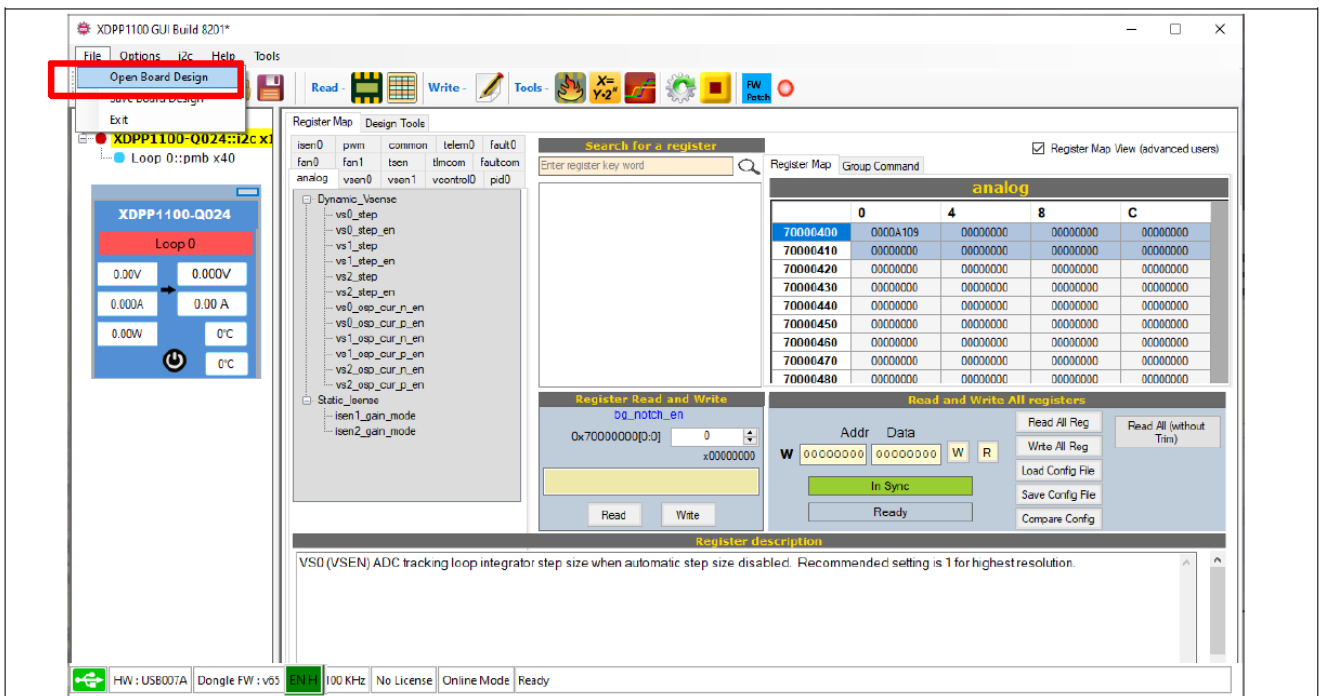 XDPP1100 GUI Build 8201*
File Options i2c Help Tools
Open Board Design
Save Board Design
Exit
Read - Write - Tools - X= Y·2ⁿ FW Patch
XDPP1100-Q024::i2c x1
Loop 0::pmb x40
XDPP1100-Q024
Loop 0
0.00V 0.000V
0.000A 0.00 A
0.00W 0°C
0°C
Register Map Design Tools
isen0 pwm common telem0 fault0
fan0 fan1 tsen tlmcom faultcom
analog vsen0 vsen1 vcontrol0 pid0
Dynamic_Vsense
vs0_step
vs0_step_en
vs1_step
vs1_step_en
vs2_step
vs2_step_en
vs0_osp_cur_n_en
vs0_osp_cur_p_en
vs1_osp_cur_n_en
vs1_osp_cur_p_en
vs2_osp_cur_n_en
vs2_osp_cur_p_en
Static_Isense
isen1_gain_mode
isen2_gain_mode
Search for a register
Enter register key word
Register Map View (advanced users)
Register Map Group Command
analog
0 4 8 C
70000400 0000A109 00000000 00000000 00000000
70000410 00000000 00000000 00000000 00000000
70000420 00000000 00000000 00000000 00000000
70000430 00000000 00000000 00000000 00000000
70000440 00000000 00000000 00000000 00000000
70000450 00000000 00000000 00000000 00000000
70000460 00000000 00000000 00000000 00000000
70000470 00000000 00000000 00000000 00000000
70000480 00000000 00000000 00000000 00000000
Register Read and Write
bg_notch_en
0x70000000[0:0] 0
x00000000
Read Write
Read and Write All registers
Addr Data
W 00000000 00000000 W R
In Sync
Ready
Read All Reg
Write All Reg
Load Config File
Save Config File
Compare Config
Read All (without
Trim)
Register description
VS0 (VSEN) ADC tracking loop integrator step size when automatic step size disabled. Recommended setting is 1 for highest resolution.
HW : USB007A Dongle FW : v65 EN H 100 KHz No License Online Mode Ready